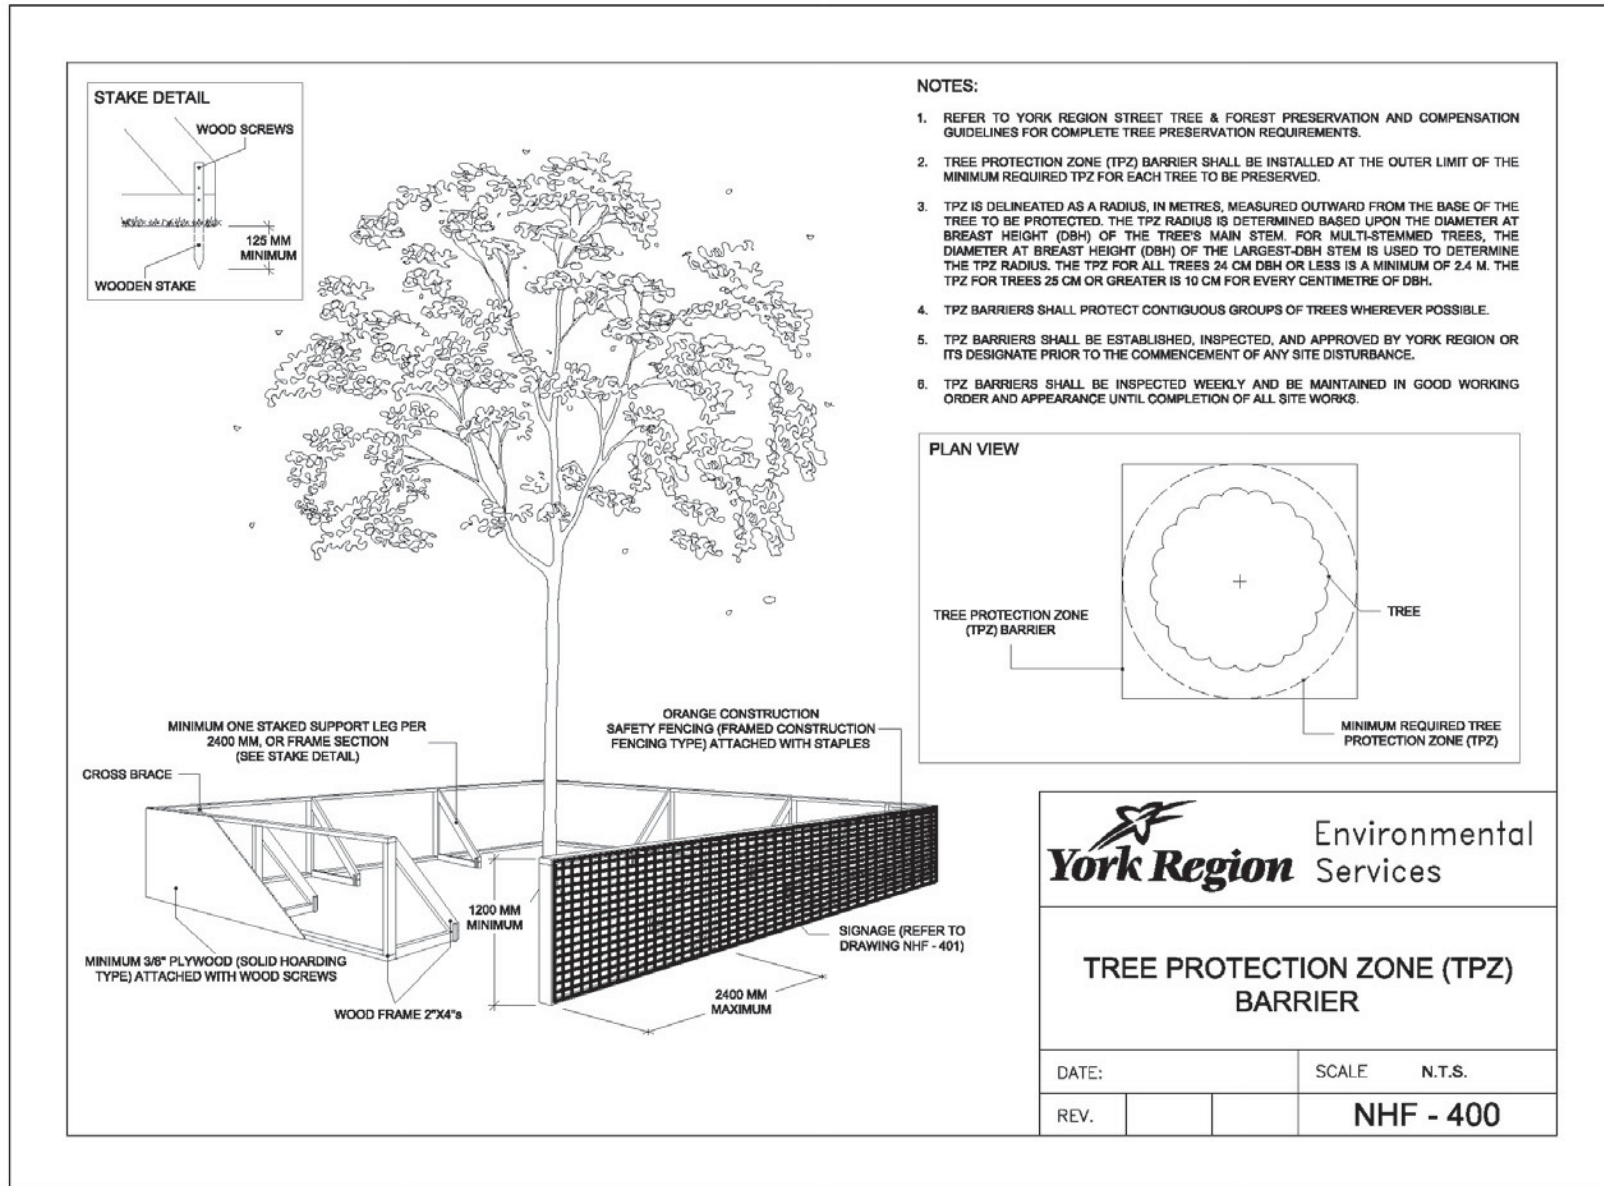 STAKE DETAIL
WOOD SCREWS
125 MM
MINIMUM
WOODEN STAKE
NOTES:
1. REFER TO YORK REGION STREET TREE & FOREST PRESERVATION AND COMPENSATION
GUIDELINES FOR COMPLETE TREE PRESERVATION REQUIREMENTS.
2. TREE PROTECTION ZONE (TPZ) BARRIER SHALL BE INSTALLED AT THE OUTER LIMIT OF THE
MINIMUM REQUIRED TPZ FOR EACH TREE TO BE PRESERVED.
3. TPZ IS DELINEATED AS A RADIUS, IN METRES, MEASURED OUTWARD FROM THE BASE OF THE
TREE TO BE PROTECTED. THE TPZ RADIUS IS DETERMINED BASED UPON THE DIAMETER AT
BREAST HEIGHT (DBH) OF THE TREE'S MAIN STEM. FOR MULTI-STEMMED TREES, THE
DIAMETER AT BREAST HEIGHT (DBH) OF THE LARGEST-DBH STEM IS USED TO DETERMINE
THE TPZ RADIUS. THE TPZ FOR ALL TREES 24 CM DBH OR LESS IS A MINIMUM OF 2.4 M. THE
TPZ FOR TREES 25 CM OR GREATER IS 10 CM FOR EVERY CENTIMETRE OF DBH.
4. TPZ BARRIERS SHALL PROTECT CONTIGUOUS GROUPS OF TREES WHEREVER POSSIBLE.
5. TPZ BARRIERS SHALL BE ESTABLISHED, INSPECTED, AND APPROVED BY YORK REGION OR
ITS DESIGNATE PRIOR TO THE COMMENCEMENT OF ANY SITE DISTURBANCE.
6. TPZ BARRIERS SHALL BE INSPECTED WEEKLY AND BE MAINTAINED IN GOOD WORKING
ORDER AND APPEARANCE UNTIL COMPLETION OF ALL SITE WORKS.
PLAN VIEW
TREE PROTECTION ZONE
(TPZ) BARRIER
TREE
MINIMUM REQUIRED TREE
PROTECTION ZONE (TPZ)
MINIMUM ONE STAKED SUPPORT LEG PER
2400 MM, OR FRAME SECTION
(SEE STAKE DETAIL)
CROSS BRACE
ORANGE CONSTRUCTION
SAFETY FENCING (FRAMED CONSTRUCTION
FENCING TYPE) ATTACHED WITH STAPLES
1200 MM
MINIMUM
SIGNAGE (REFER TO
DRAWING NHF - 401)
MINIMUM 3/8" PLYWOOD (SOLID HOARDING
TYPE) ATTACHED WITH WOOD SCREWS
WOOD FRAME 2"X4"s
2400 MM
MAXIMUM
York Region
Environmental
Services
TREE PROTECTION ZONE (TPZ)
BARRIER
DATE:
SCALE N.T.S.
REV.
NHF - 400